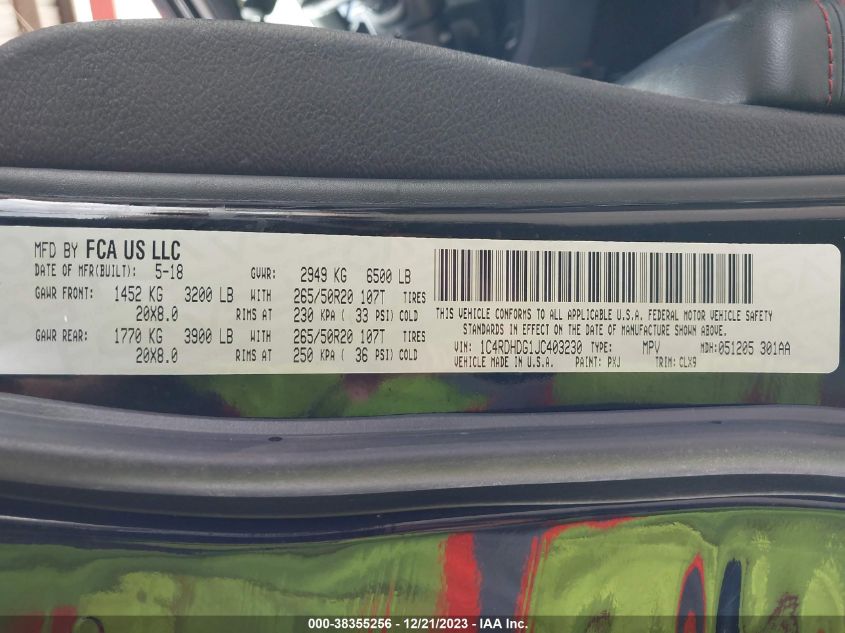 MFD BY FCA US LLC
DATE OF MFR(BUILT): 5-18 GVWR: 2949 KG 6500 LB
GAWR FRONT: 1452 KG 3200 LB WITH 265/50R20 107T TIRES
20X8.0 RIMS AT 230 KPA ( 33 PSI) COLD
GAWR REAR: 1770 KG 3900 LB WITH 265/50R20 107T TIRES
20X8.0 RIMS AT 250 KPA ( 36 PSI) COLD
THIS VEHICLE CONFORMS TO ALL APPLICABLE U.S.A. FEDERAL MOTOR VEHICLE SAFETY
STANDARDS IN EFFECT ON THE DATE OF MANUFACTURE SHOWN ABOVE.
VIN: 1C4RDHDG1JC403230 TYPE: MPV MDH: 051205 301AA
VEHICLE MADE IN U.S.A. PAINT: PXJ TRIM: CLX9
000-38355256 - 12/21/2023 - IAA Inc.